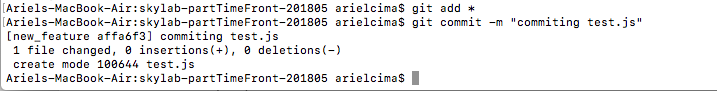 [Ariels-MacBook-Air:skylab-partTimeFront-201805 arielcima$ git add *
[Ariels-MacBook-Air:skylab-partTimeFront-201805 arielcima$ git commit -m "commiting test.js"
[new_feature affa6f3] commiting test.js
 1 file changed, 0 insertions(+), 0 deletions(-)
 create mode 100644 test.js
Ariels-MacBook-Air:skylab-partTimeFront-201805 arielcima$